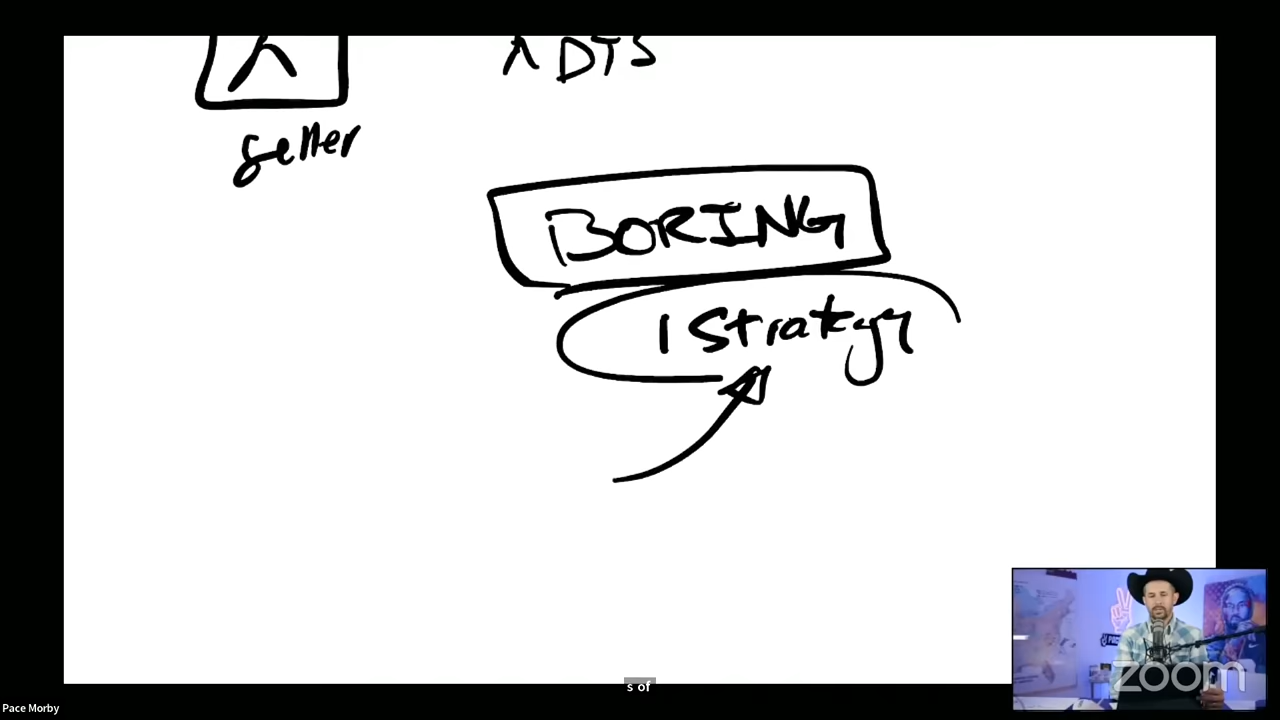 DTS
seller
BORING
1 Strategy
s of
zoom
Pace Morby